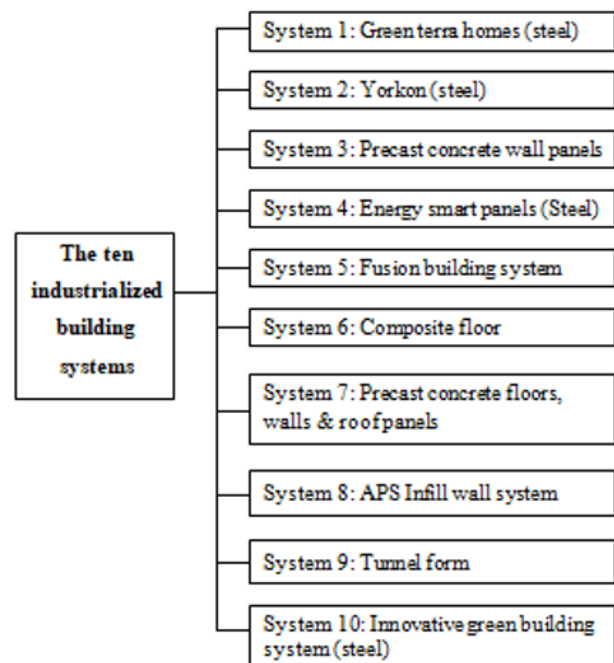 The ten
industrialized
building
systems
System 1: Green terra homes (steel)
System 2: Yorkon (steel)
System 3: Precast concrete wall panels
System 4: Energy smart panels (Steel)
System 5: Fusion building system
System 6: Composite floor
System 7: Precast concrete floors,
walls & roof panels
System 8: APS Infill wall system
System 9: Tunnel form
System 10: Innovative green building
system (steel)